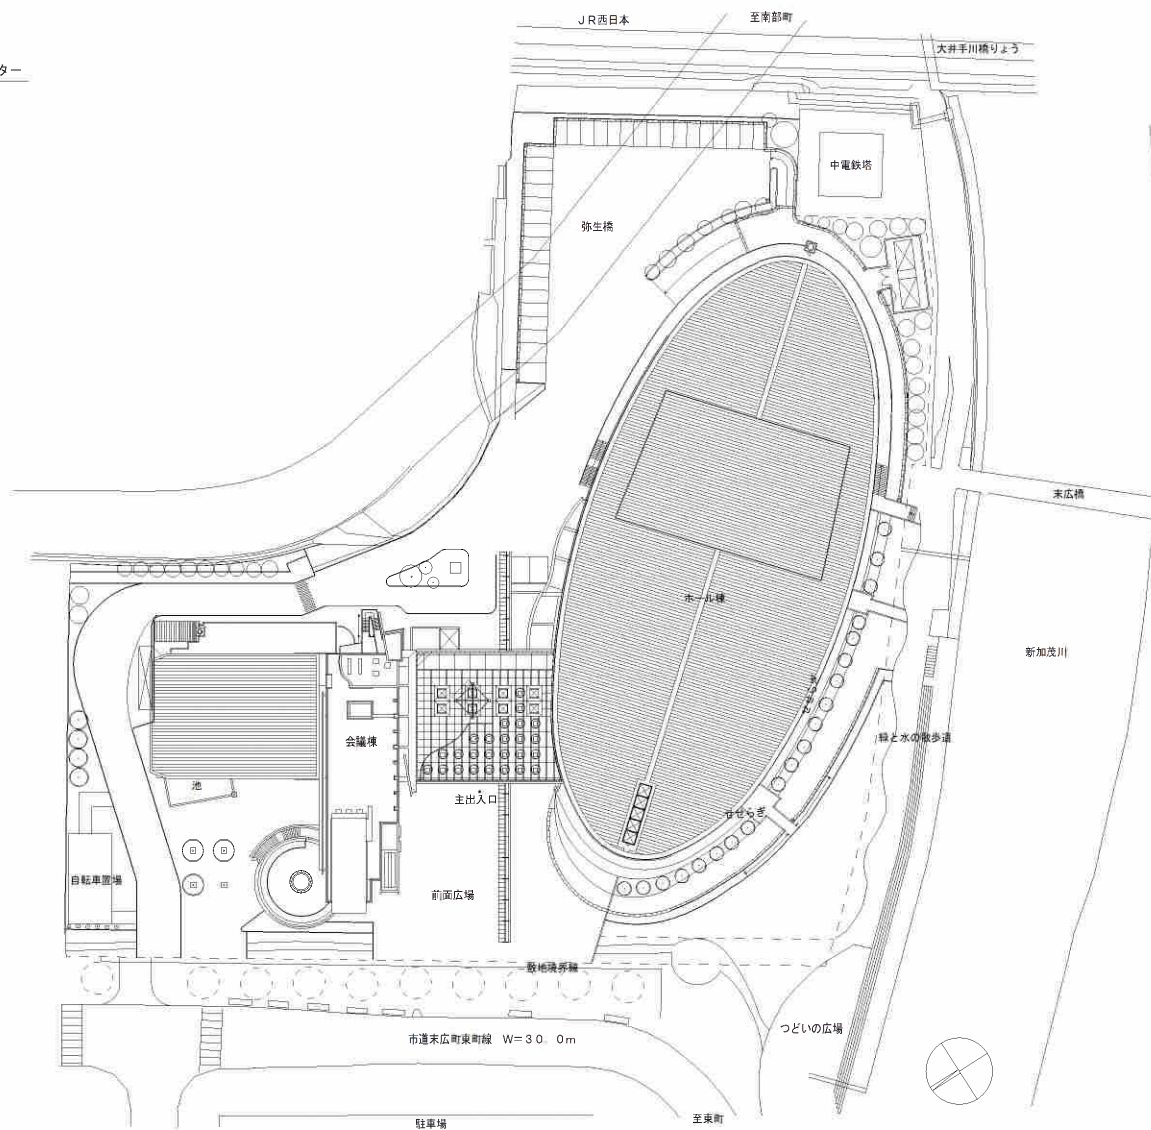 ター
JR西日本
至南部町
大井手川橋りょう
中電鉄塔
弥生橋
末広橋
ホール棟
新加茂川
緑と水の散歩道
会議棟
池
主出入口
せせらぎ
自転車置場
前面広場
敷地境界線
つどいの広場
市道末広町東町線 W=30.0m
駐車場
至東町